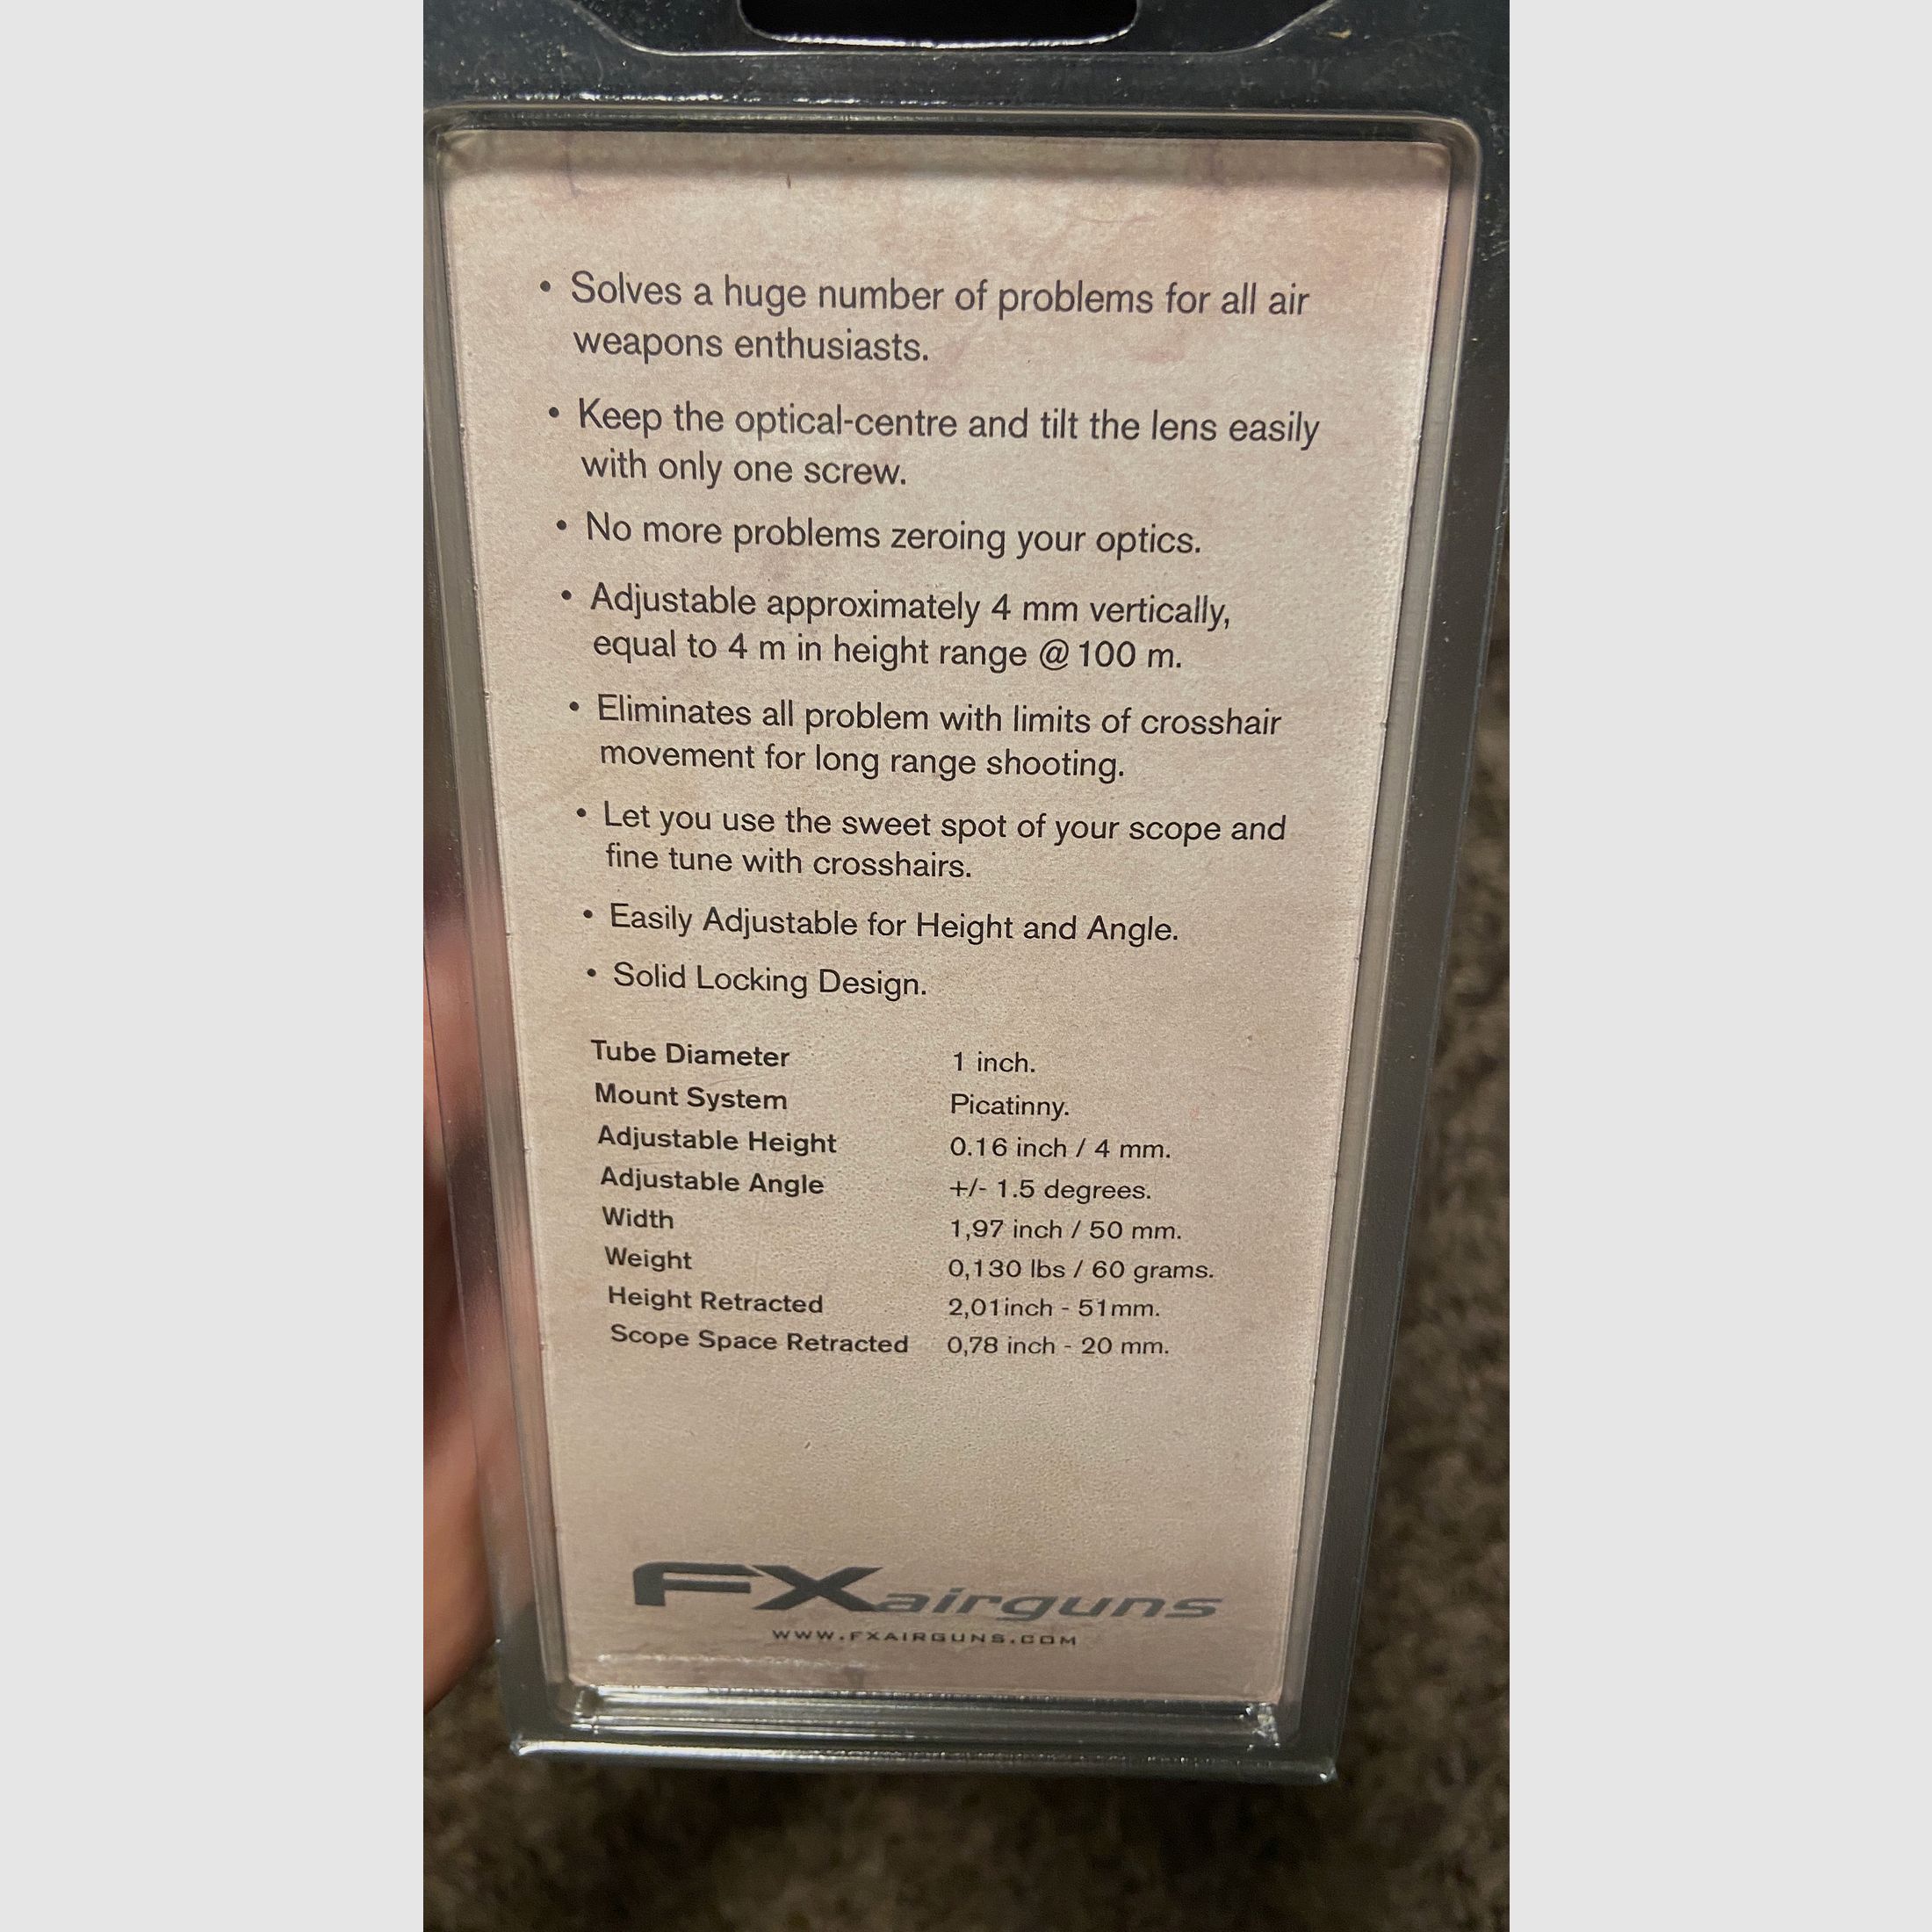 • Solves a huge number of problems for all air
weapons enthusiasts.
• Keep the optical-centre and tilt the lens easily
with only one screw.
• No more problems zeroing your optics.
• Adjustable approximately 4 mm vertically,
equal to 4 m in height range @ 100 m.
• Eliminates all problem with limits of crosshair
movement for long range shooting.
• Let you use the sweet spot of your scope and
fine tune with crosshairs.
• Easily Adjustable for Height and Angle.
• Solid Locking Design.
Tube Diameter 1 inch.
Mount System Picatinny.
Adjustable Height 0.16 inch / 4 mm.
Adjustable Angle +/- 1.5 degrees.
Width 1,97 inch / 50 mm.
Weight 0,130 lbs / 60 grams.
Height Retracted 2,01inch - 51mm.
Scope Space Retracted 0,78 inch - 20 mm.
FXairguns
WWW.FXAIRGUNS.COM